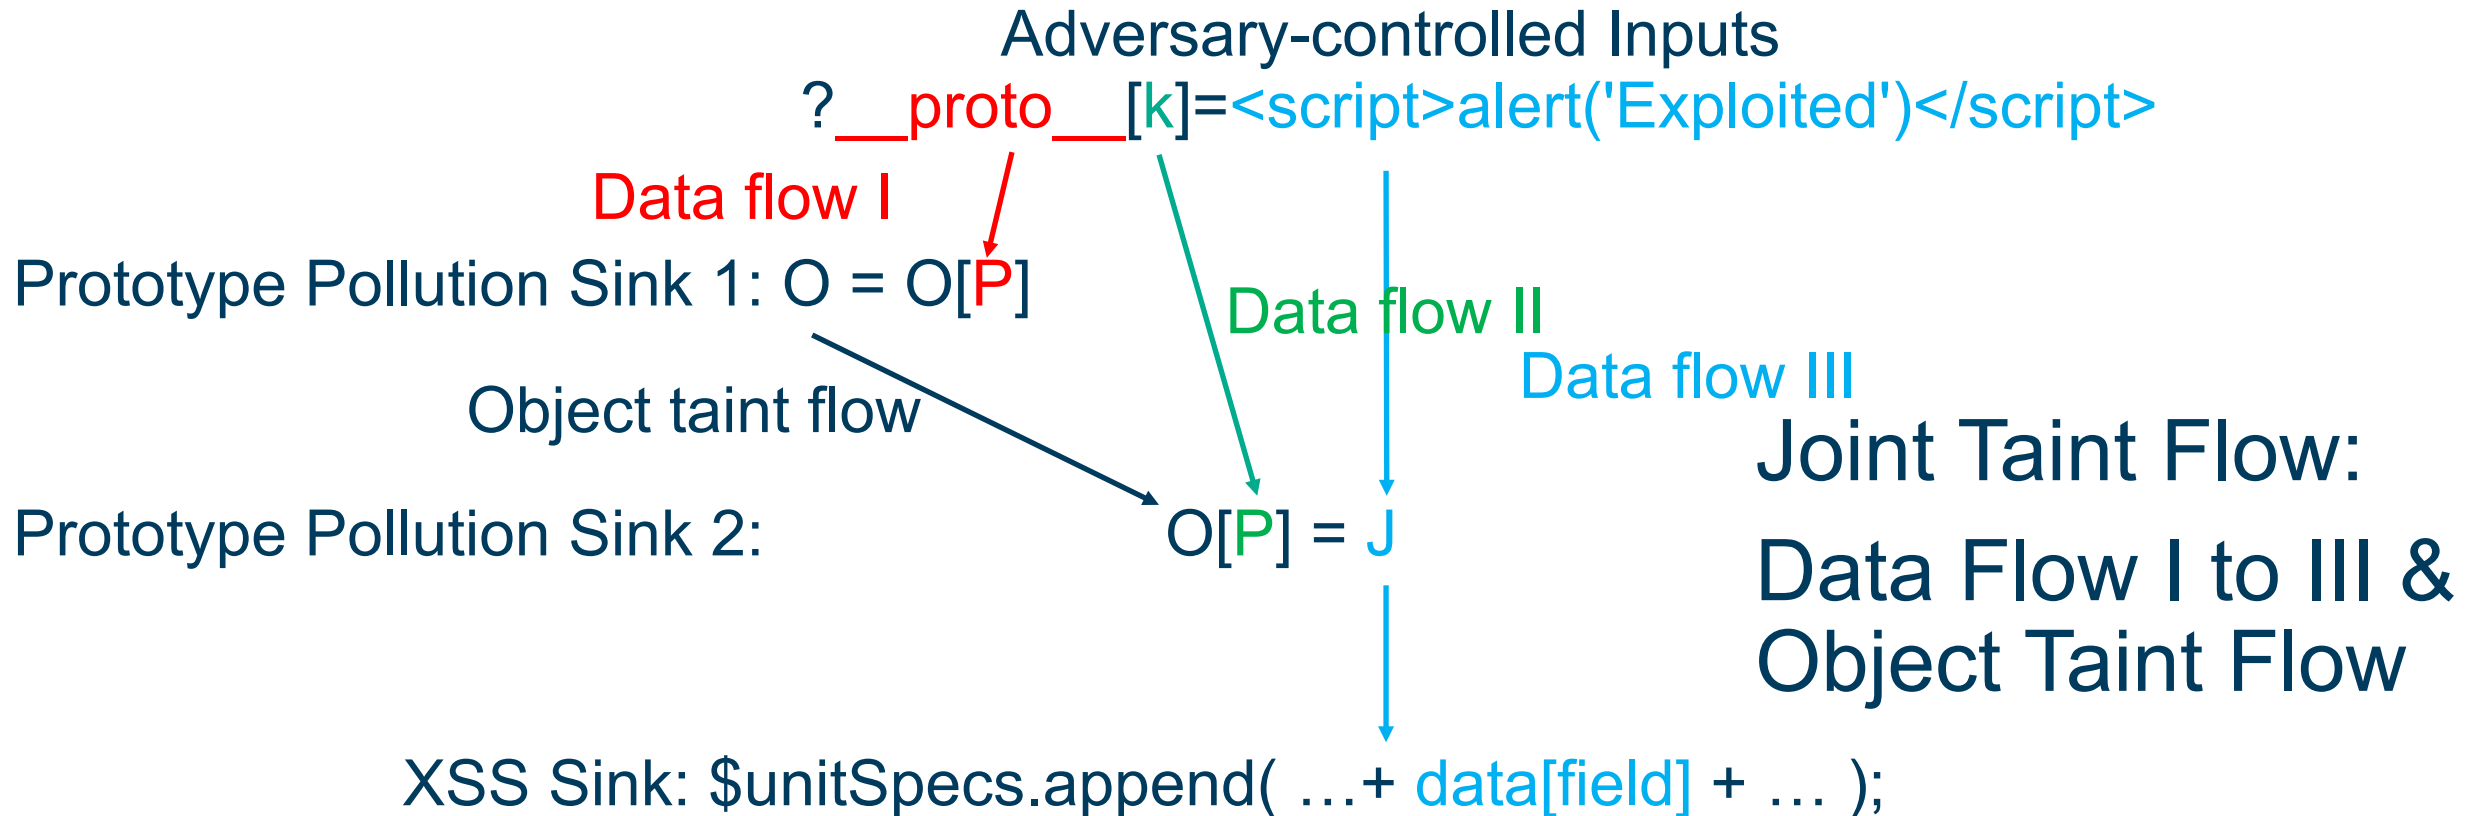 Adversary-controlled Inputs
?__proto__[k]=<script>alert('Exploited')</script>
Data flow I
Prototype Pollution Sink 1: O = O[P]
Data flow II
Data flow III
Object taint flow
Joint Taint Flow:
Prototype Pollution Sink 2: O[P] = J
Data Flow I to III &
Object Taint Flow
XSS Sink: $unitSpecs.append( …+ data[field] + … );